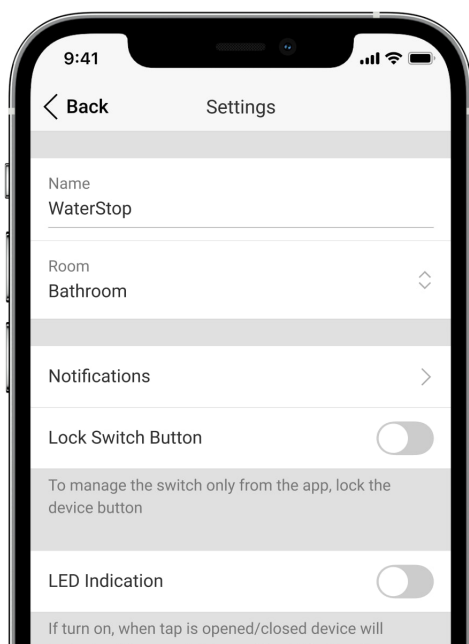 9:41
Back
Settings
Name
WaterStop
Room
Bathroom
Notifications
Lock Switch Button
To manage the switch only from the app, lock the
device button
LED Indication
If turn on, when tap is opened/closed device will